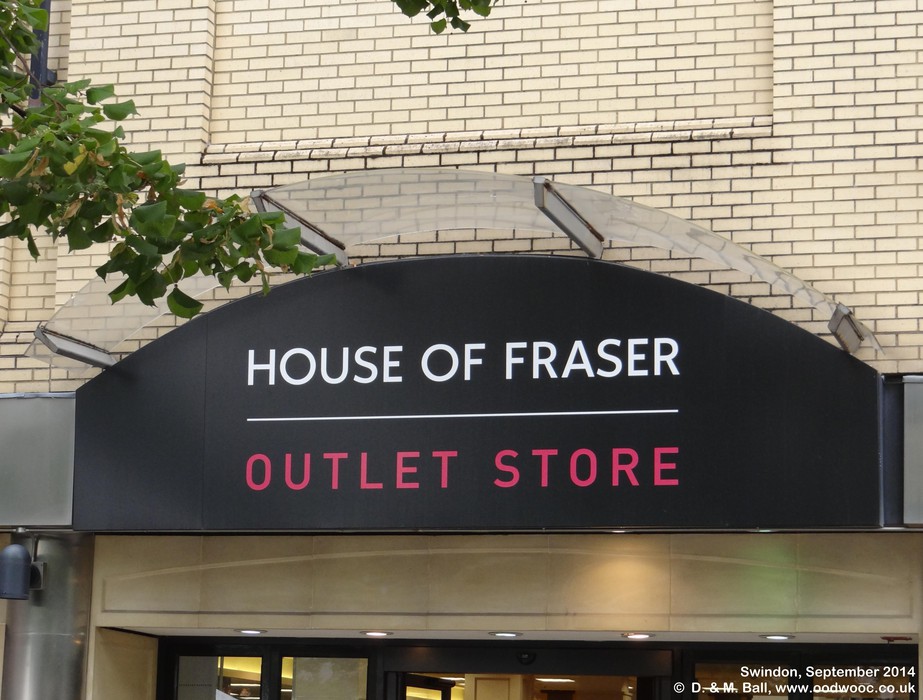 HOUSE OF FRASER
OUTLET STORE
Swindon, September 2014
© D. & M. Ball, www.oodwooc.co.uk